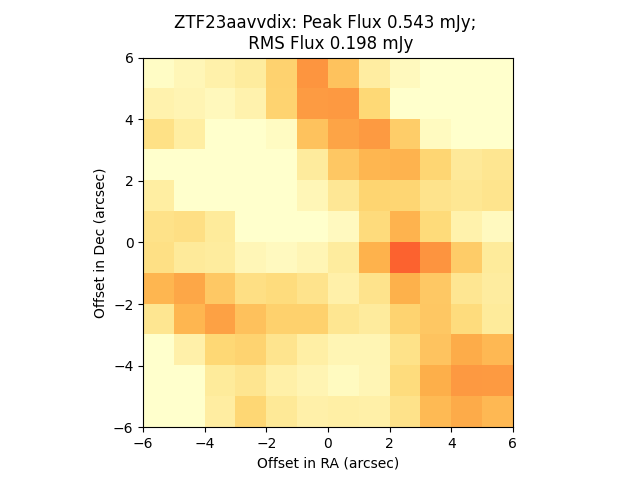 ZTF23aavvdix: Peak Flux 0.543 mJy;
RMS Flux 0.198 mJy
6
4
2
0
−2
−4
−6
Offset in Dec (arcsec)
−6 −4 −2 0 2 4 6
Offset in RA (arcsec)